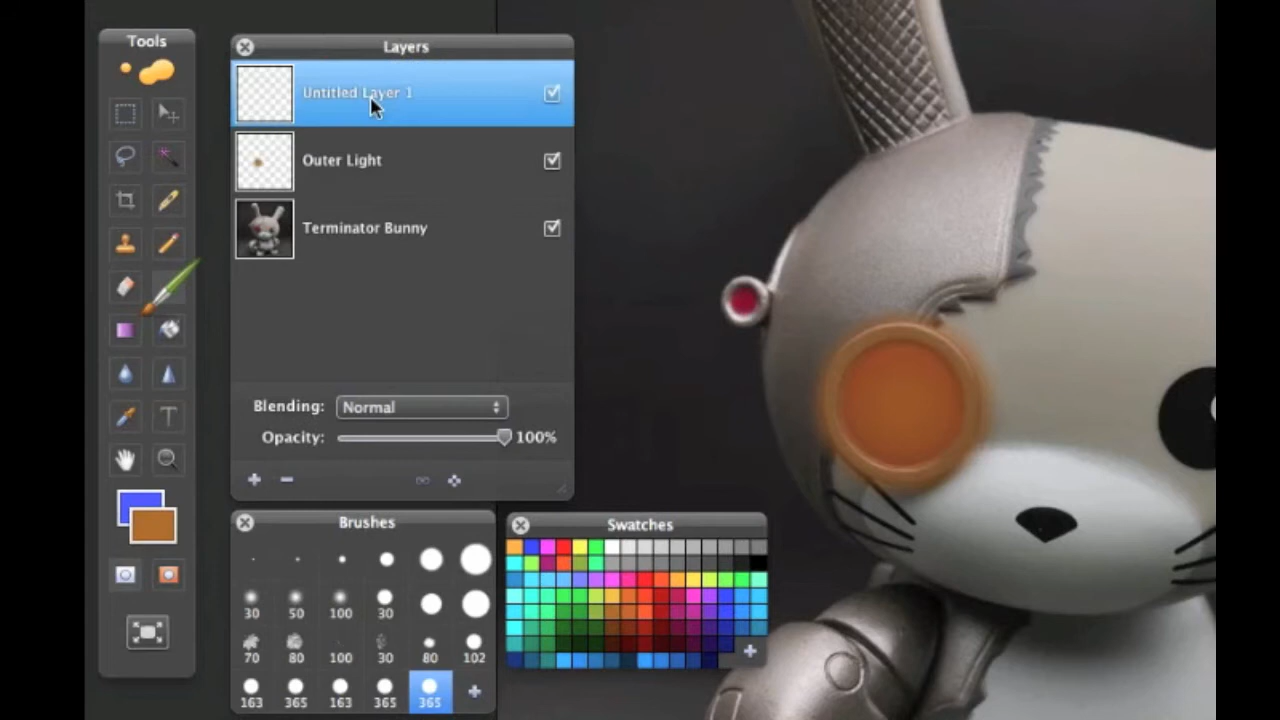 Tools
Layers
Untitled Layer 1
Outer Light
Terminator Bunny
Blending: Normal
Opacity: 100%
T
Brushes
30 50 100 30
70 80 100 30 80 102
163 365 163 365 365
Swatches